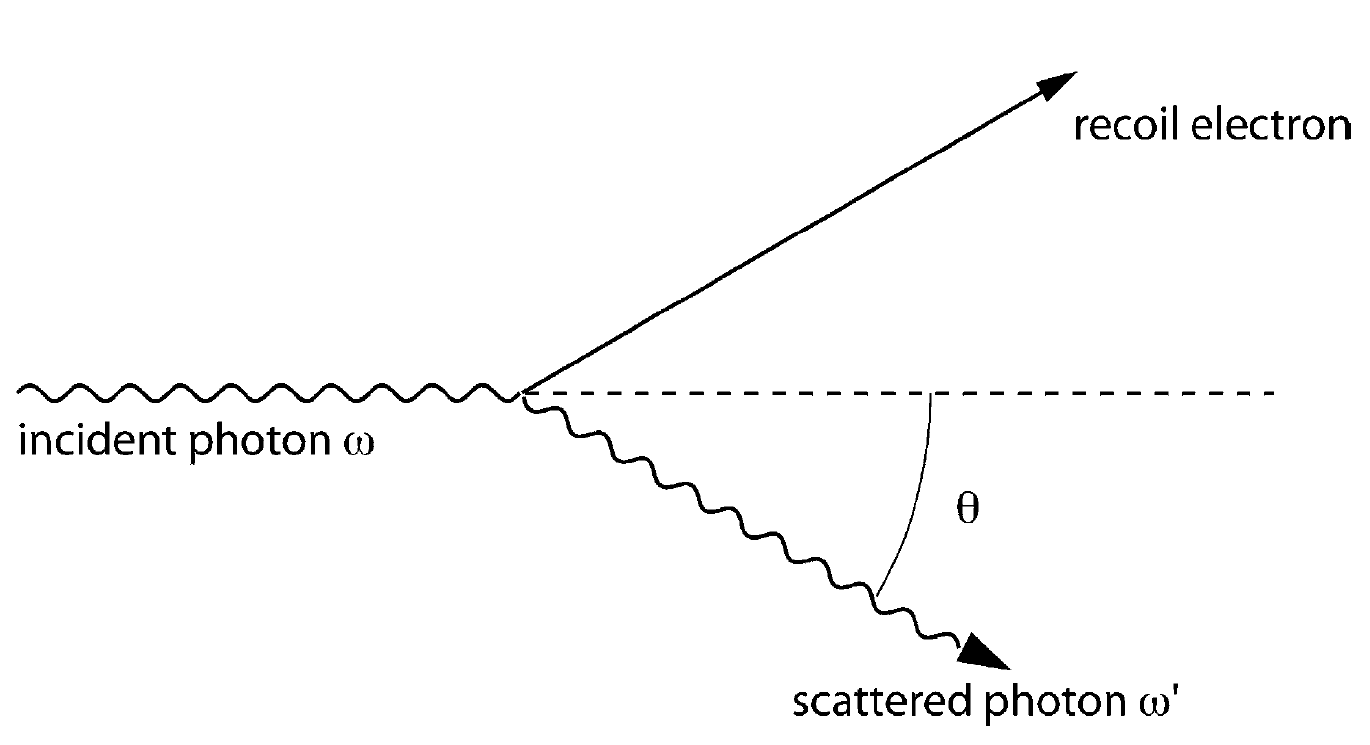 recoil electron
incident photon ω
θ
scattered photon ω'